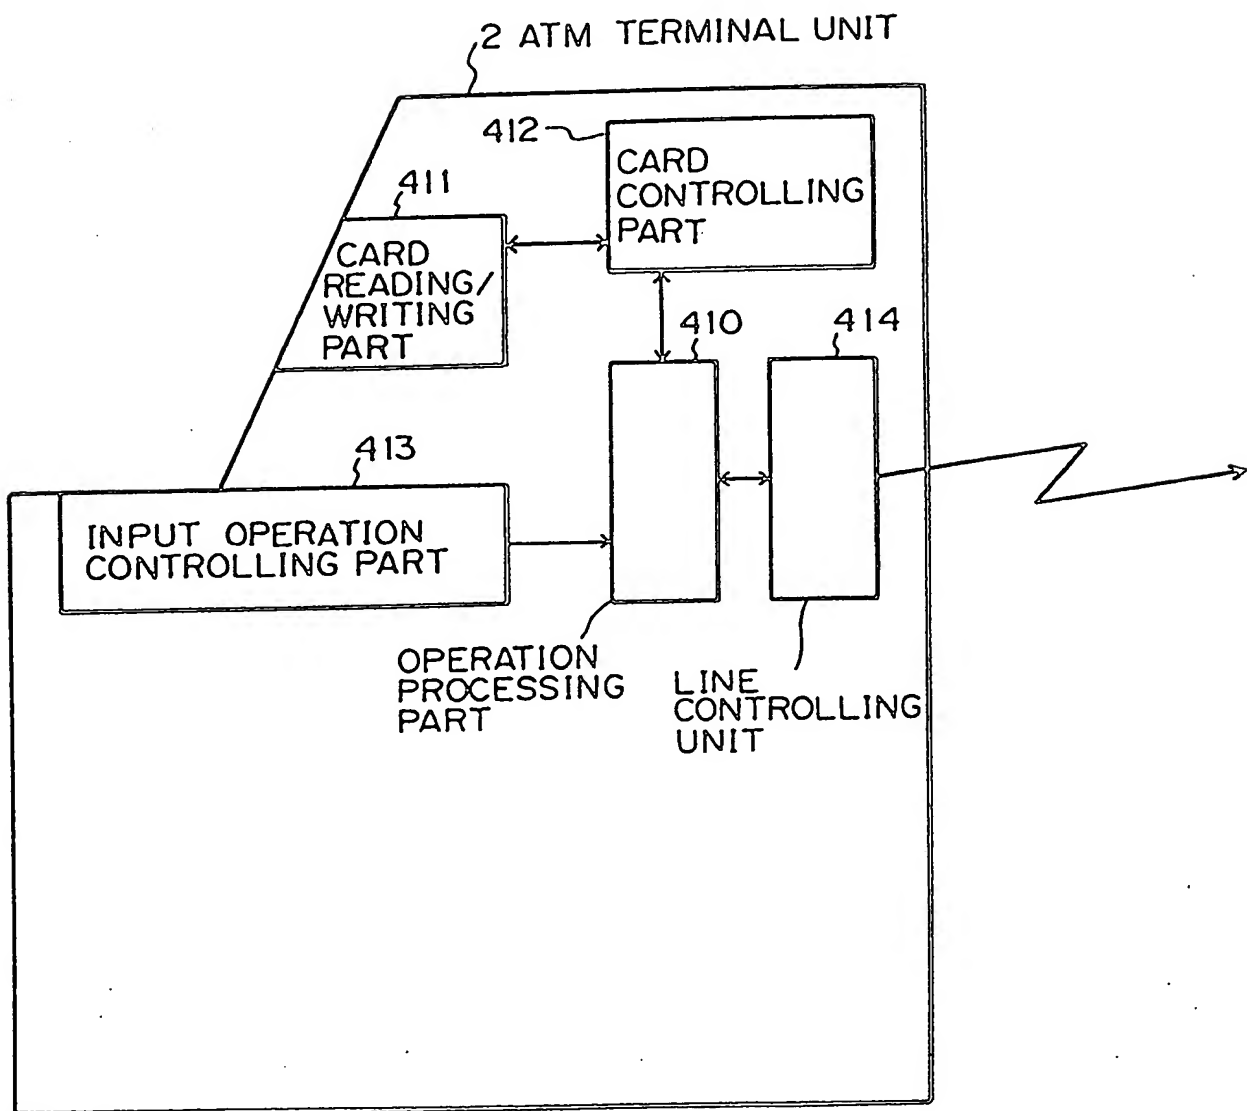 2 ATM TERMINAL UNIT
412
CARD
CONTROLLING
PART
411
CARD
READING/
WRITING
PART
410
414
413
INPUT OPERATION
CONTROLLING PART
OPERATION
PROCESSING
PART
LINE
CONTROLLING
UNIT